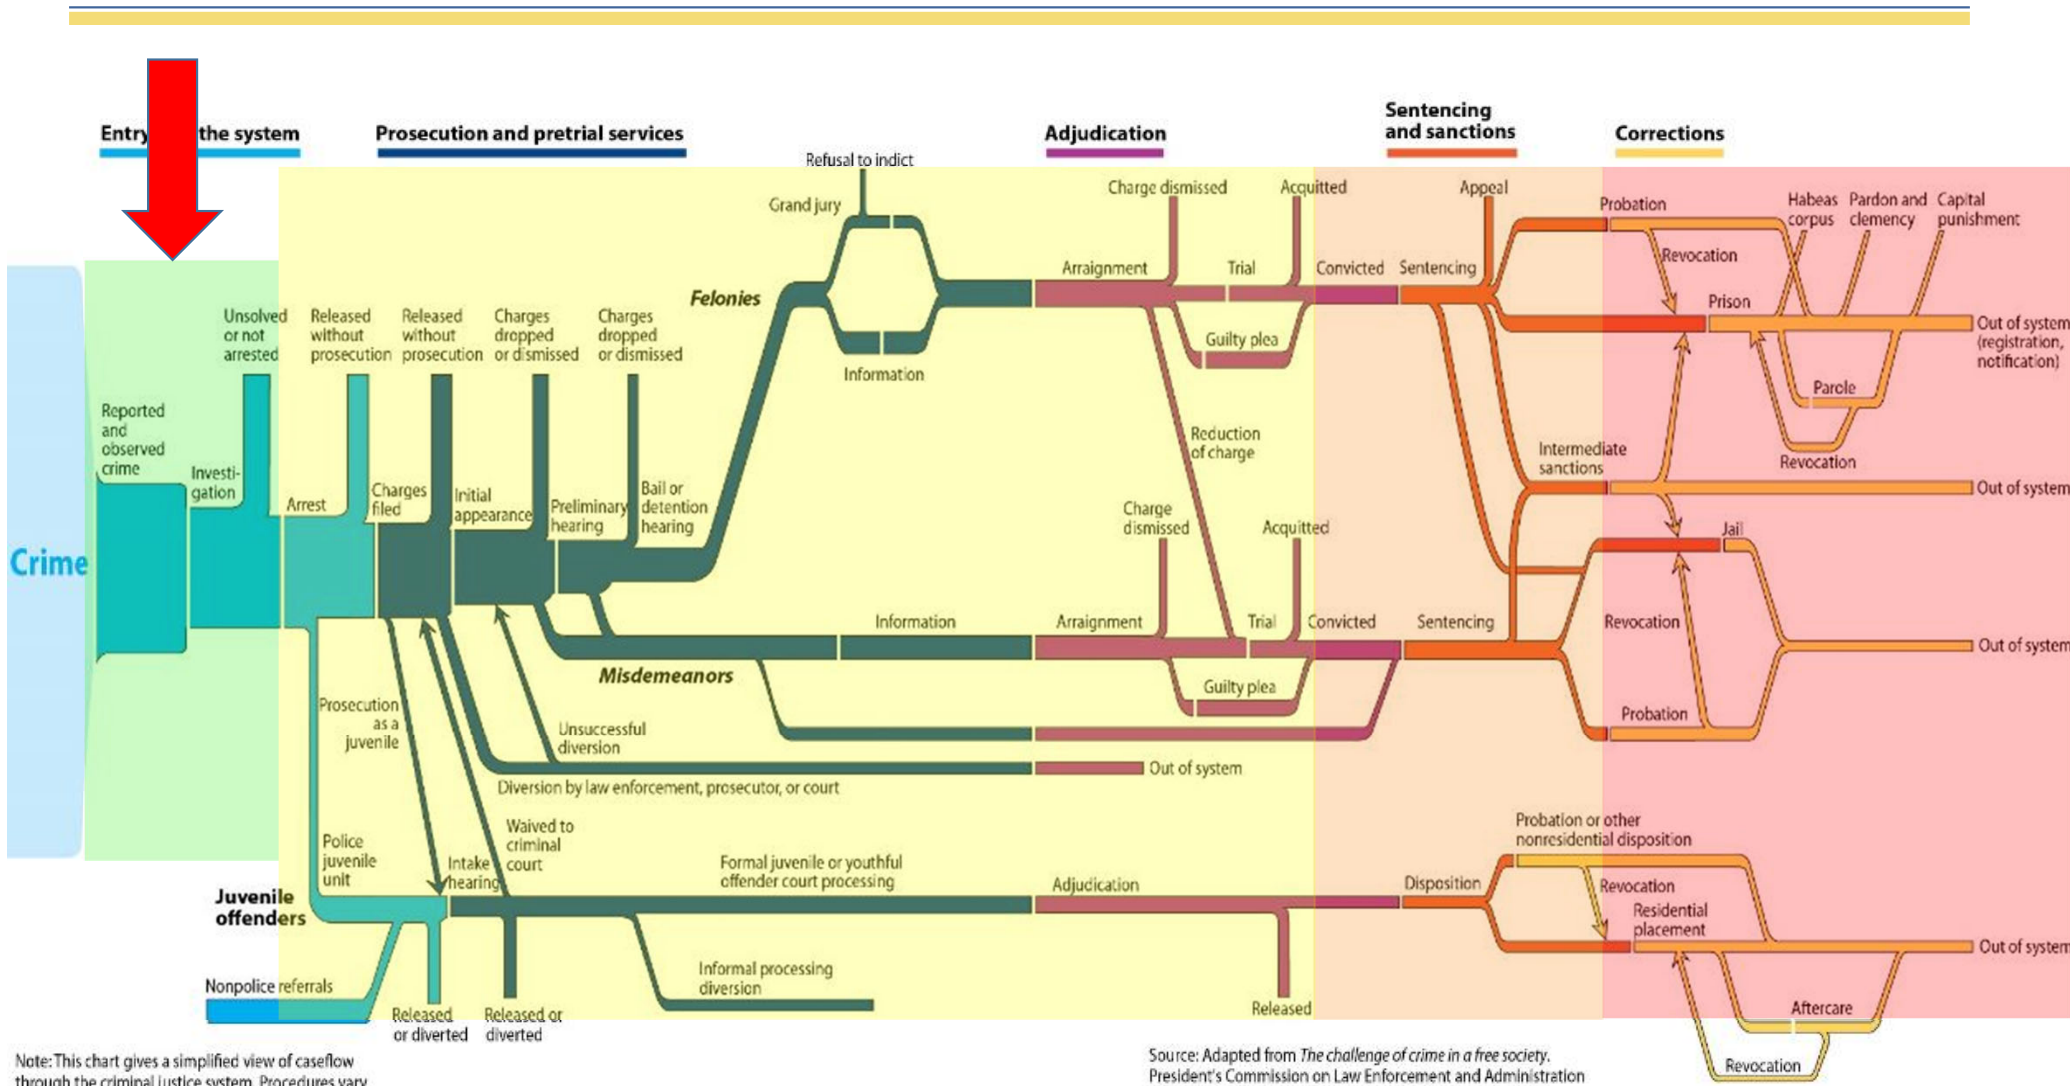 Entry
the system
Prosecution and pretrial services
Adjudication
Sentencing
and sanctions
Corrections
Refusal to indict
Grand jury
Charge dismissed
Acquitted
Appeal
Probation
Habeas
corpus
Pardon and
clemency
Capital
punishment
Revocation
Arraignment
Trial
Convicted
Sentencing
Felonies
Prison
Out of system
(registration,
notification)
Unsolved
or not
arrested
Released
without
prosecution
Released
without
prosecution
Charges
dropped
or dismissed
Charges
dropped
or dismissed
Guilty plea
Information
Parole
Reported
and
observed
crime
Reduction
of charge
Intermediate
sanctions
Revocation
Investi-
gation
Arrest
Charges
filed
Initial
appearance
Preliminary
hearing
Bail or
detention
hearing
Out of system
Charge
dismissed
Acquitted
Jail
Crime
Information
Arraignment
Trial
Convicted
Sentencing
Revocation
Out of system
Misdemeanors
Guilty plea
Prosecution
as a
juvenile
Unsuccessful
diversion
Probation
Out of system
Diversion by law enforcement, prosecutor, or court
Police
juvenile
unit
Waived to
criminal
court
Intake
hearing
Formal juvenile or youthful
offender court processing
Adjudication
Disposition
Probation or other
nonresidential disposition
Revocation
Residential
placement
Juvenile
offenders
Out of system
Nonpolice referrals
Informal processing
diversion
Released
or diverted
Released or
diverted
Released
Aftercare
Revocation
Note: This chart gives a simplified view of caseflow
through the criminal justice system. Procedures vary
Source: Adapted from The challenge of crime in a free society.
President's Commission on Law Enforcement and Administration